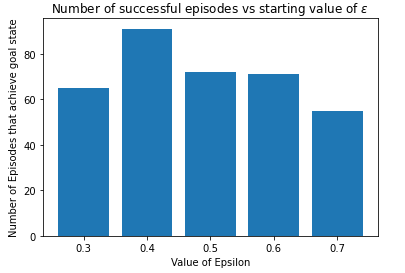 Number of successful episodes vs starting value of ε
Number of Episodes that achieve goal state
80
60
40
20
0
0.3 0.4 0.5 0.6 0.7
Value of Epsilon